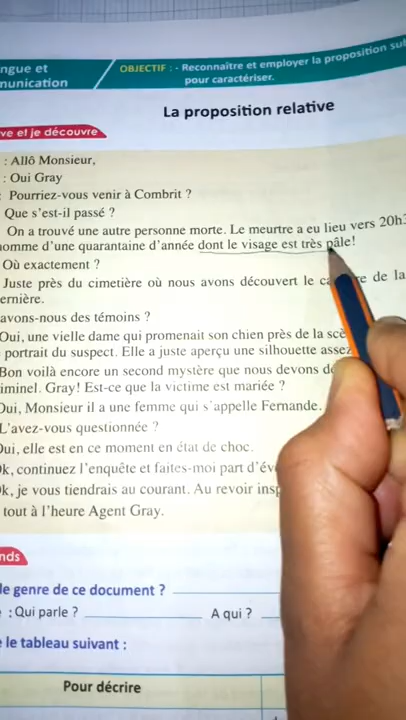 ngue et
nunication
OBJECTIF : - Reconnaître et employer la proposition sub
pour caractériser.
La proposition relative
ve et je découvre
: Allô Monsieur,
: Oui Gray
: Pourriez-vous venir à Combrit ?
Que s'est-il passé ?
On a trouvé une autre personne morte. Le meurtre a eu lieu vers 20h3
homme d'une quarantaine d'année dont le visage est très pâle!
Où exactement ?
Juste près du cimetière où nous avons découvert le ca re de la
ernière.
avons-nous des témoins ?
Oui, une vielle dame qui promenait son chien près de la scè
portrait du suspect. Elle a juste aperçu une silhouette assez
Bon voilà encore un second mystère que nous devons dé
iminel. Gray! Est-ce que la victime est mariée ?
Oui, Monsieur il a une femme qui s'appelle Fernande.
L'avez-vous questionnée ?
Oui, elle est en ce moment en état de choc.
Ok, continuez l'enquête et faites-moi part d'év
Ok, je vous tiendrais au courant. Au revoir insp
tout à l'heure Agent Gray.
nds
le genre de ce document ?
: Qui parle ? A qui ?
e le tableau suivant :
Pour décrire